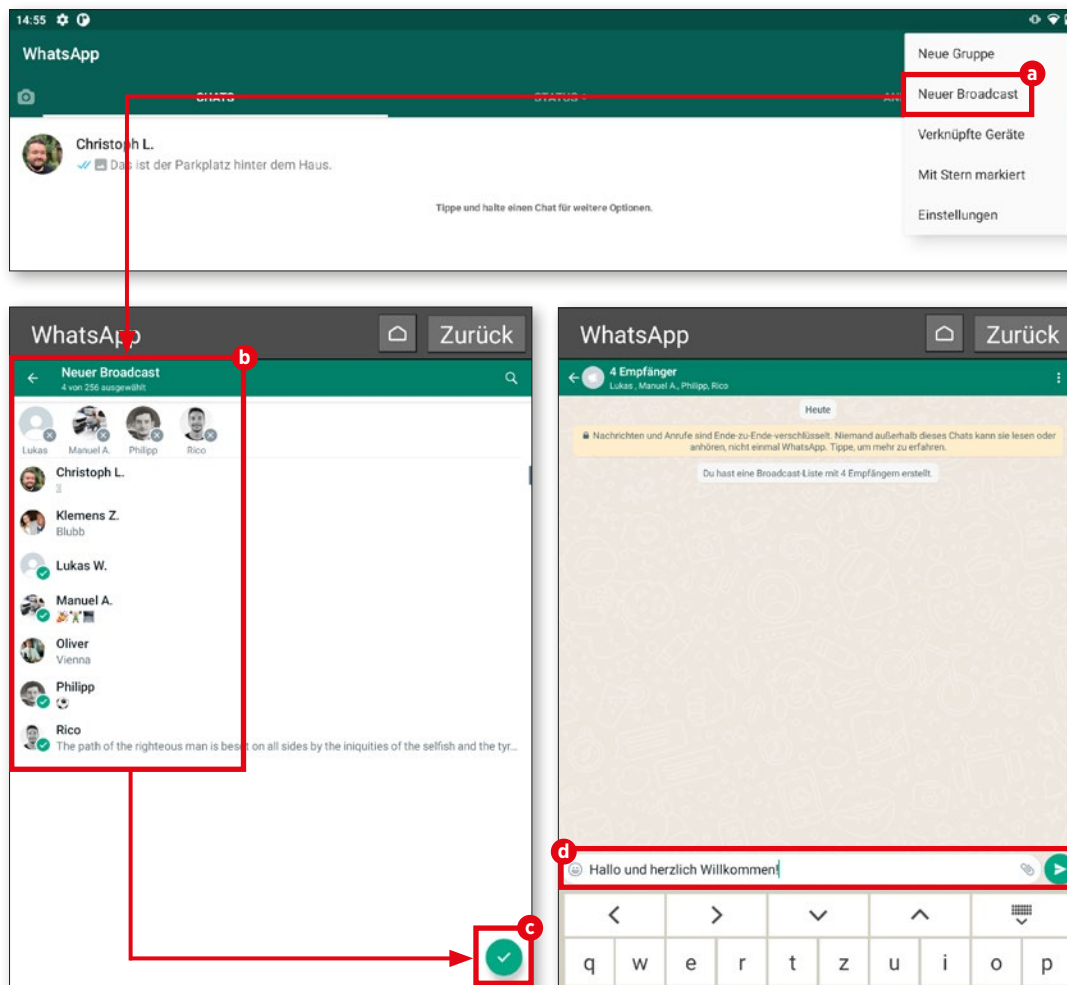 14:55
WhatsApp
Neue Gruppe
a
CHATS
STATUS
Neuer Broadcast
Christoph L.
Das ist der Parkplatz hinter dem Haus.
Verknüpfte Geräte
Mit Stern markiert
Tippe und halte einen Chat für weitere Optionen.
Einstellungen
WhatsApp
Zurück
b
Neuer Broadcast
4 von 256 ausgewählt
Lukas Manuel A. Philipp Rico
Christoph L.
Klemens Z.
Blubb
Lukas W.
Manuel A.
🎉🏋🎹
Oliver
Vienna
Philipp
⚽
Rico
The path of the righteous man is beset on all sides by the iniquities of the selfish and the tyr...
c
WhatsApp
Zurück
4 Empfänger
Lukas , Manuel A., Philipp, Rico
Heute
Nachrichten und Anrufe sind Ende-zu-Ende-verschlüsselt. Niemand außerhalb dieses Chats kann sie lesen oder
anhören, nicht einmal WhatsApp. Tippe, um mehr zu erfahren.
Du hast eine Broadcast-Liste mit 4 Empfängern erstellt.
d
Hallo und herzlich Willkommen!
q w e r t z u i o p